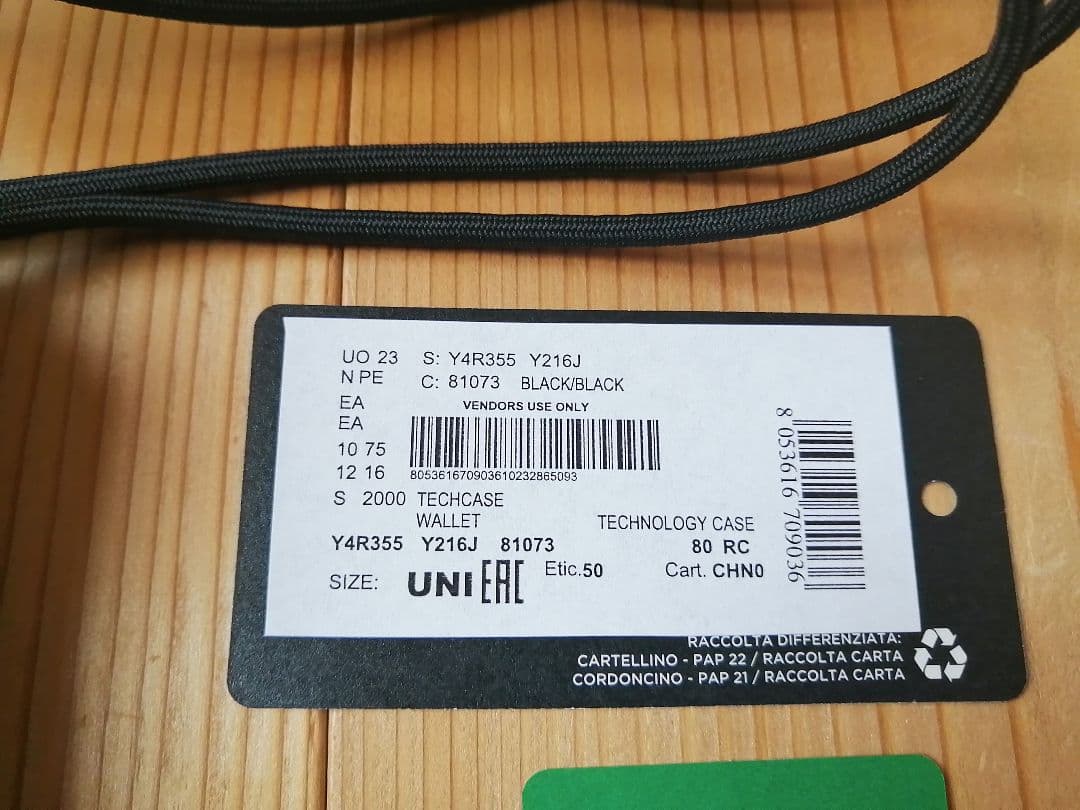 UO 23 S: Y4R355 Y216J
N PE C: 81073 BLACK/BLACK
EA VENDORS USE ONLY
EA
10 75
12 16 805361670903610232865093
S 2000 TECHCASE
WALLET TECHNOLOGY CASE
Y4R355 Y216J 81073 80 RC
SIZE: UNI EAC Etic.50 Cart. CHN0
8 053616 709036
RACCOLTA DIFFERENZIATA:
CARTELLINO - PAP 22 / RACCOLTA CARTA
CORDONCINO - PAP 21 / RACCOLTA CARTA